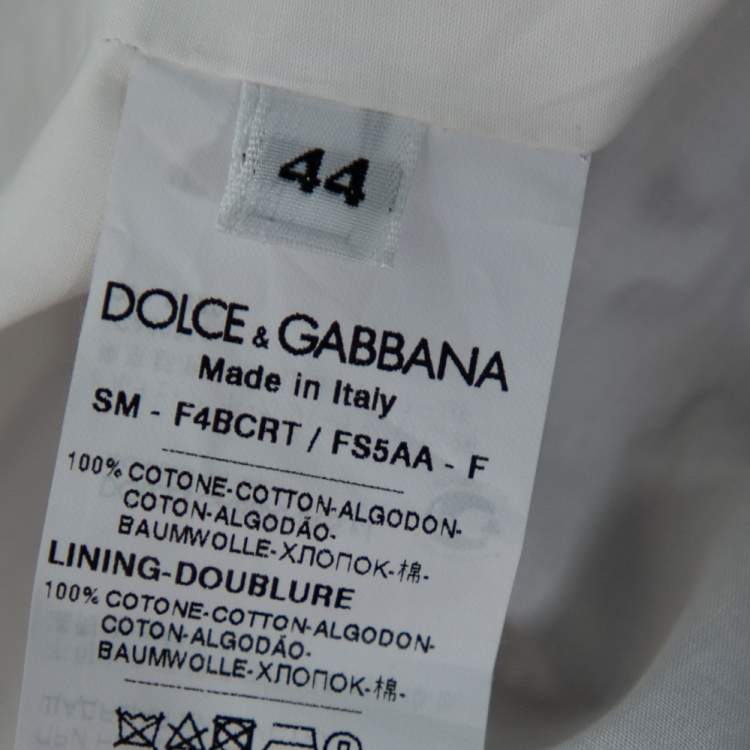 44
DOLCE & GABBANA
Made in Italy
SM - F4BCRT / FS5AA - F
100% COTONE-COTTON-ALGODON-
COTON-ALGODÃO-
BAUMWOLLE-ХЛОПОК-棉-
LINING-DOUBLURE
100% COTONE-COTTON-ALGODON-
COTON-ALGODÃO-
BAUMWOLLE-ХЛОПОК-棉-